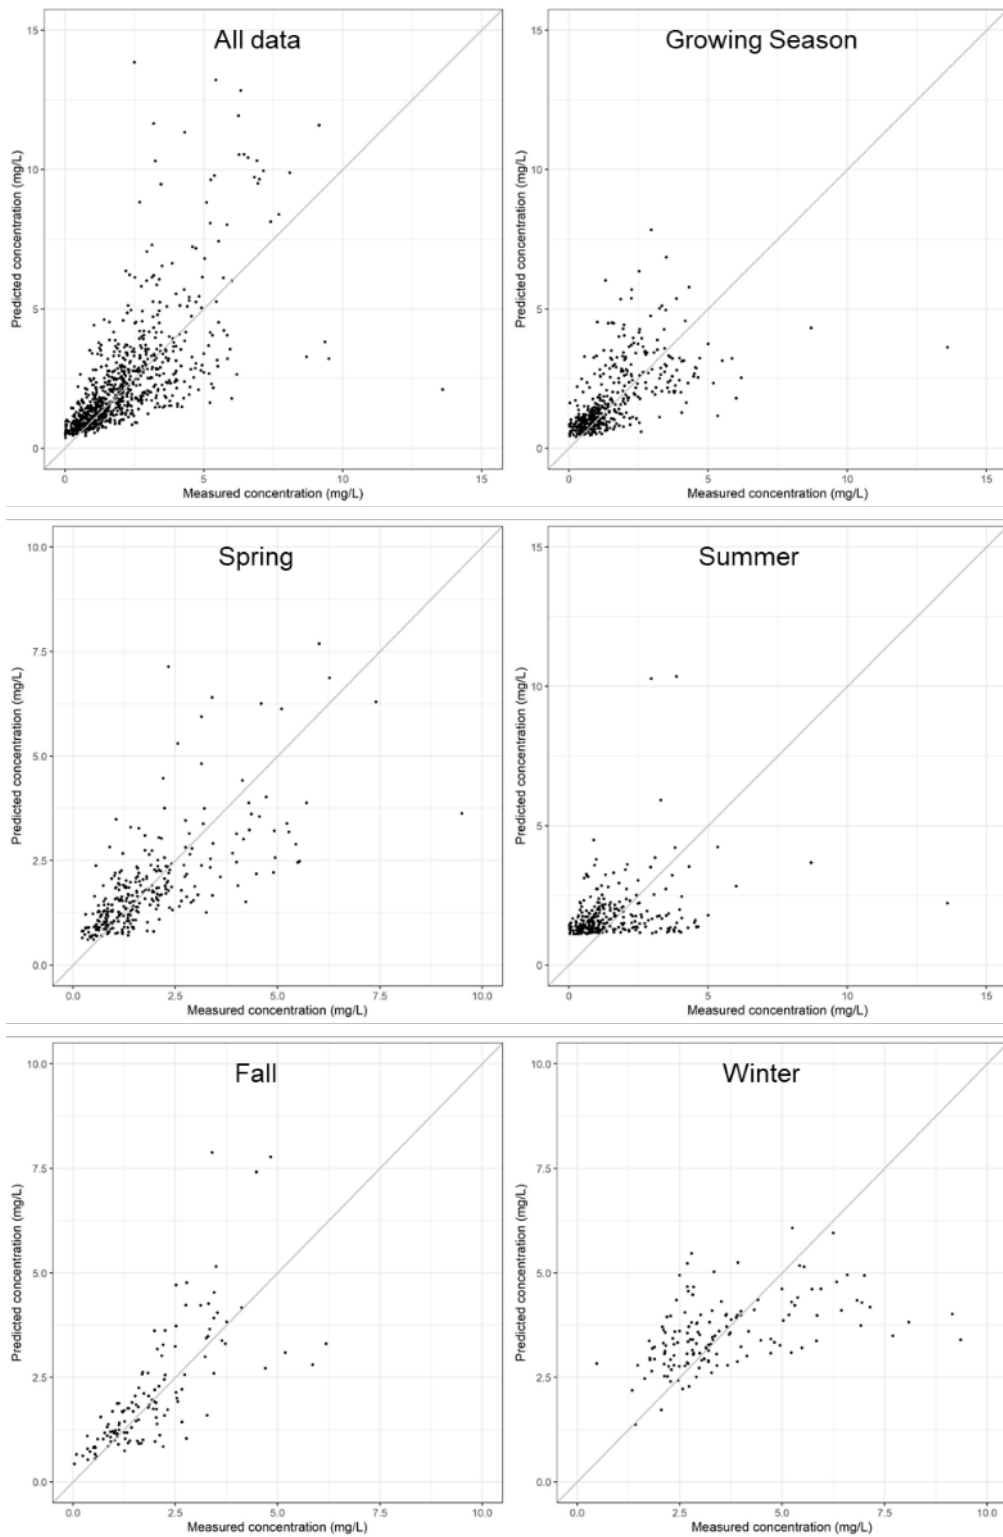 All data
Predicted concentration (mg/L)
15
10
5
0
0 5 10 15
Measured concentration (mg/L)
Growing Season
Predicted concentration (mg/L)
15
10
5
0
0 5 10 15
Measured concentration (mg/L)
Spring
Predicted concentration (mg/L)
10.0
7.5
5.0
2.5
0.0
0.0 2.5 5.0 7.5 10.0
Measured concentration (mg/L)
Summer
Predicted concentration (mg/L)
15
10
5
0
0 5 10 15
Measured concentration (mg/L)
Fall
Predicted concentration (mg/L)
10.0
7.5
5.0
2.5
0.0
0.0 2.5 5.0 7.5 10.0
Measured concentration (mg/L)
Winter
Predicted concentration (mg/L)
10.0
7.5
5.0
2.5
0.0
0.0 2.5 5.0 7.5 10.0
Measured concentration (mg/L)